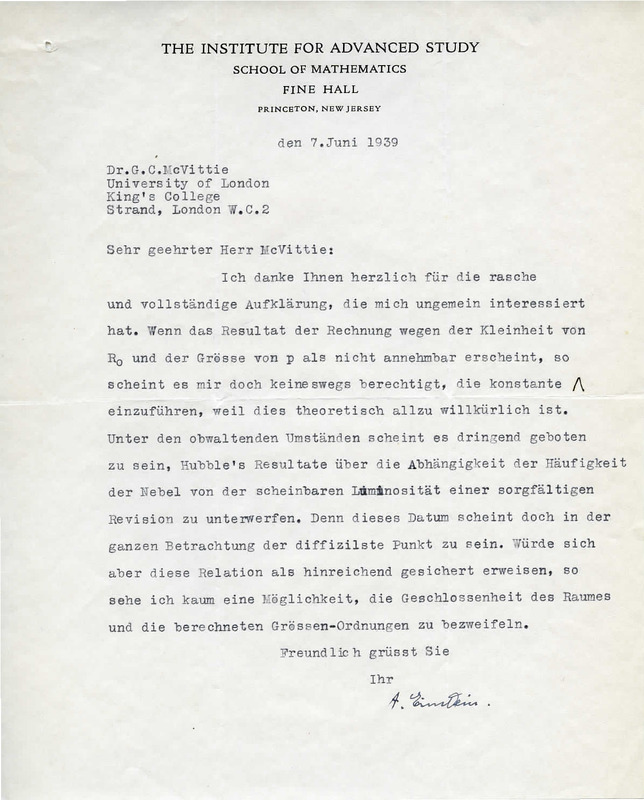 THE INSTITUTE FOR ADVANCED STUDY
SCHOOL OF MATHEMATICS
FINE HALL
PRINCETON, NEW JERSEY
den 7.Juni 1939
Dr.G.C.McVittie
University of London
King's College
Strand, London W.C.2
Sehr geehrter Herr McVittie:
Ich danke Ihnen herzlich für die rasche
und vollständige Aufklärung, die mich ungemein interessiert
hat. Wenn das Resultat der Rechnung wegen der Kleinheit von
R₀ und der Grösse von p als nicht annehmbar erscheint, so
scheint es mir doch keineswegs berechtigt, die konstante Λ
einzuführen, weil dies theoretisch allzu willkürlich ist.
Unter den obwaltenden Umständen scheint es dringend geboten
zu sein, Hubble's Resultate über die Abhängigkeit der Häufigkeit
der Nebel von der scheinbaren Luminosität einer sorgfältigen
Revision zu unterwerfen. Denn dieses Datum scheint doch in der
ganzen Betrachtung der diffizilste Punkt zu sein. Würde sich
aber diese Relation als hinreichend gesichert erweisen, so
sehe ich kaum eine Möglichkeit, die Geschlossenheit des Raumes
und die berechneten Grössen-Ordnungen zu bezweifeln.
Freundlich grüsst Sie
Ihr
A. Einstein.